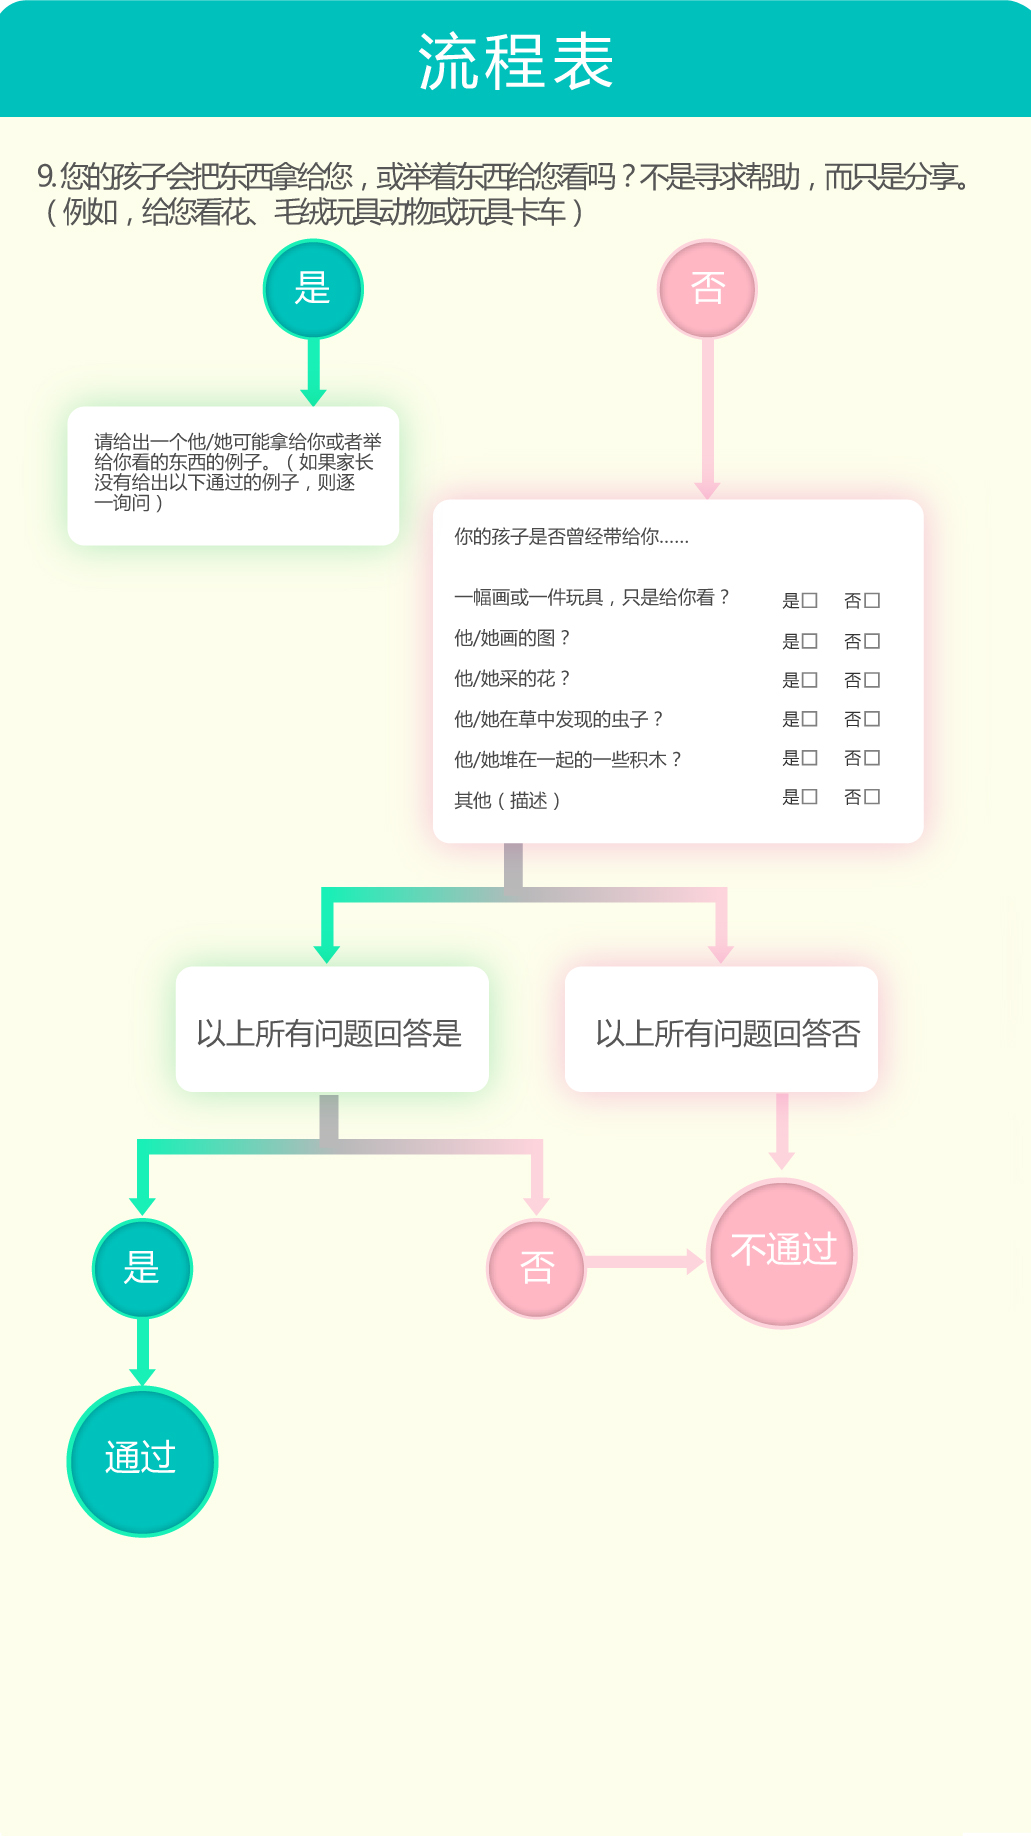 流程表
9.您的孩子会把东西拿给您，或举着东西给您看吗？不是寻求帮助，而只是分享。
（例如，给您看花、毛绒玩具动物或玩具卡车）
是
否
请给出一个他/她可能拿给你或者举
给你看的东西的例子。（如果家长
没有给出以下通过的例子，则逐
一询问）
你的孩子是否曾经带给你......
一幅画或一件玩具，只是给你看？ 是□ 否□
他/她画的图？ 是□ 否□
他/她采的花？ 是□ 否□
他/她在草中发现的虫子？ 是□ 否□
他/她堆在一起的一些积木？ 是□ 否□
其他（描述） 是□ 否□
以上所有问题回答是
以上所有问题回答否
是
否
不通过
通过